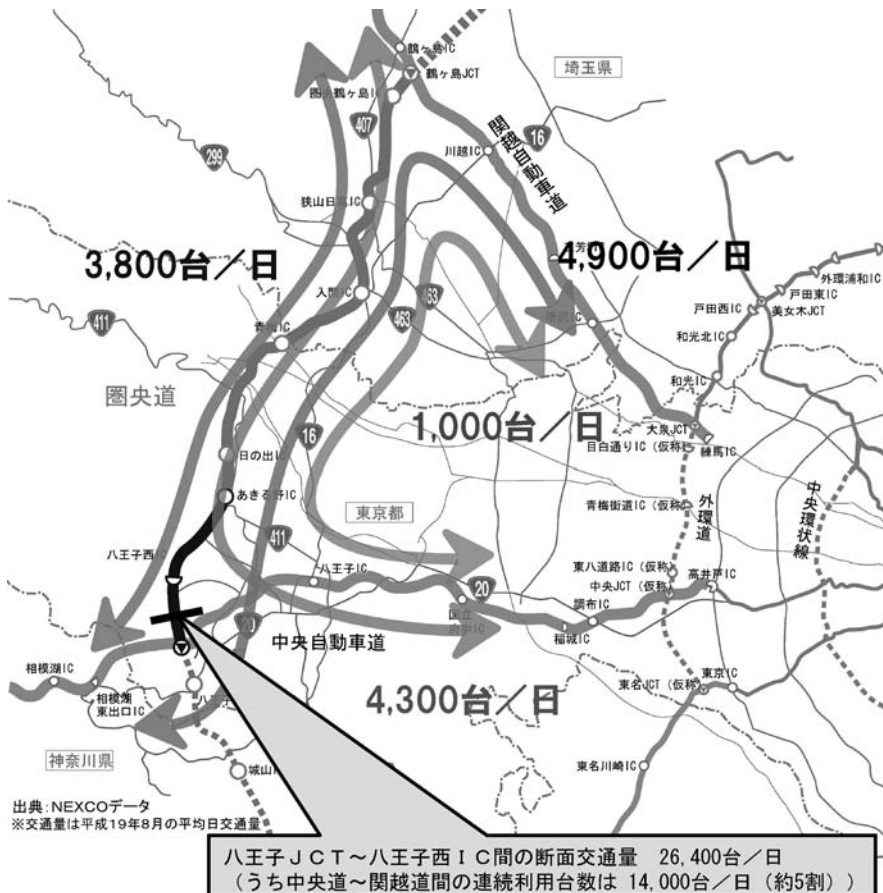 鶴ヶ島IC
鶴ヶ島JCT
圏央鶴ヶ島I
埼玉県
407
16
299
川越IC
関越自動車道
狭山日高IC
3,800台／日
4,900台／日
外環浦和IC
戸田東IC
戸田西IC
美女木JCT
入間IC
463
463
411
青梅IC
所沢IC
和光北IC
和光IC
圏央道
1,000台／日
16
大泉JCT
目白通りIC（仮称）
練馬IC
日の出IC
あきる野IC
東京都
外環道
中央環状線
青梅街道IC（仮称）
411
八王子西IC
八王子IC
東八道路IC（仮称）
中央JCT（仮称）
高井戸IC
20
国立
府中IC
調布IC
稲城IC
20
中央自動車道
相模湖IC
相模湖
東出口IC
八王子
4,300台／日
東名JCT（仮称）
東京IC
神奈川県
城山I
東名川崎IC
出典：NEXCOデータ
※交通量は平成19年8月の平均日交通量
八王子ＪＣＴ～八王子西ＩＣ間の断面交通量　26,400台／日
（うち中央道～関越道間の連続利用台数は 14,000台／日（約5割））